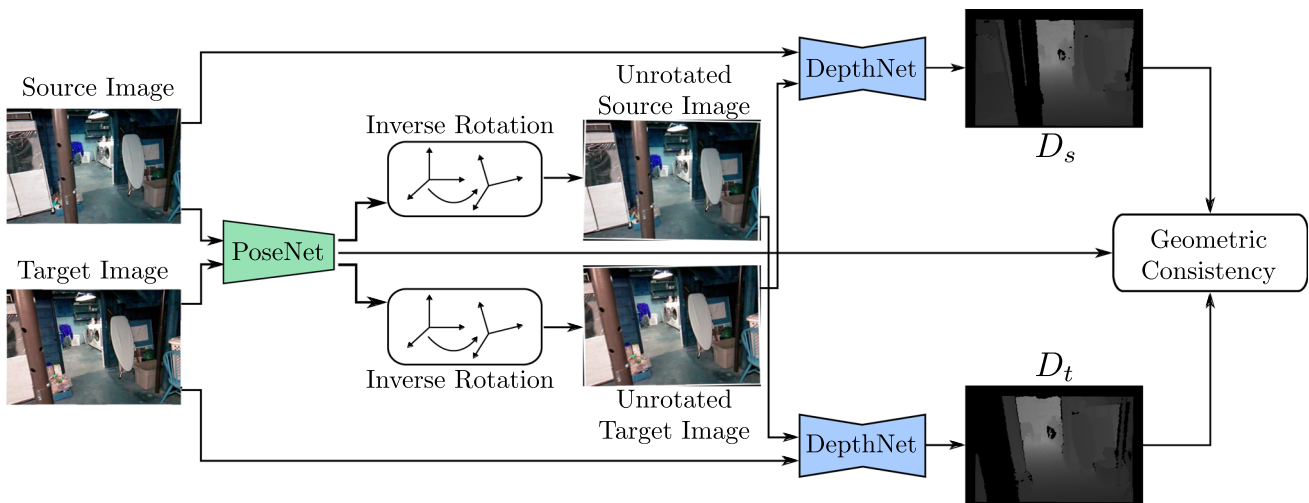 Source Image
Target Image
PoseNet
Inverse Rotation
Inverse Rotation
Unrotated
Source Image
Unrotated
Target Image
DepthNet
DepthNet
D_s
D_t
Geometric
Consistency